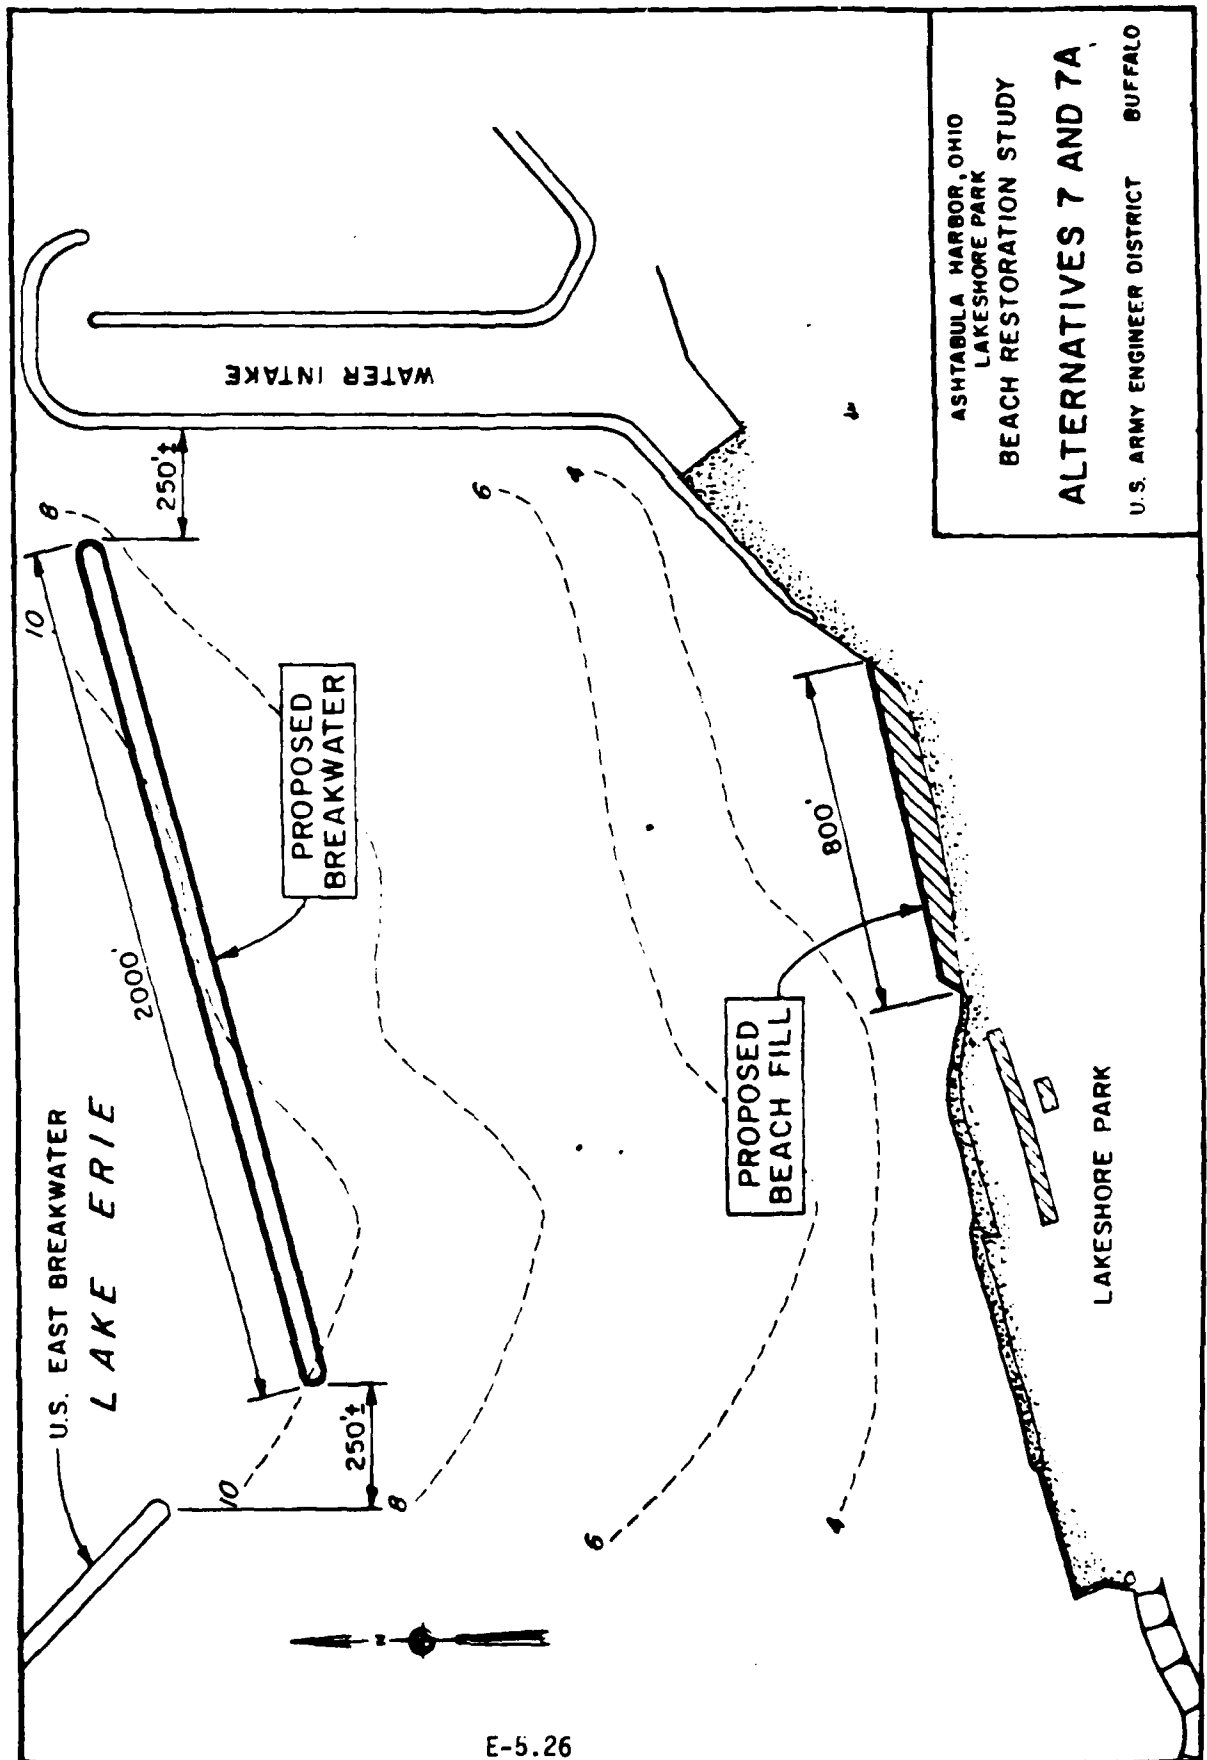 U.S. EAST BREAKWATER
LAKE ERIE
2000'
10
8
250'±
WATER INTAKE
PROPOSED
BREAKWATER
10
250'±
8
6
4
6
4
800'
PROPOSED
BEACH FILL
LAKESHORE PARK
N
ASHTABULA HARBOR, OHIO
LAKESHORE PARK
BEACH RESTORATION STUDY
ALTERNATIVES 7 AND 7A
U.S. ARMY ENGINEER DISTRICT BUFFALO
E-5.26